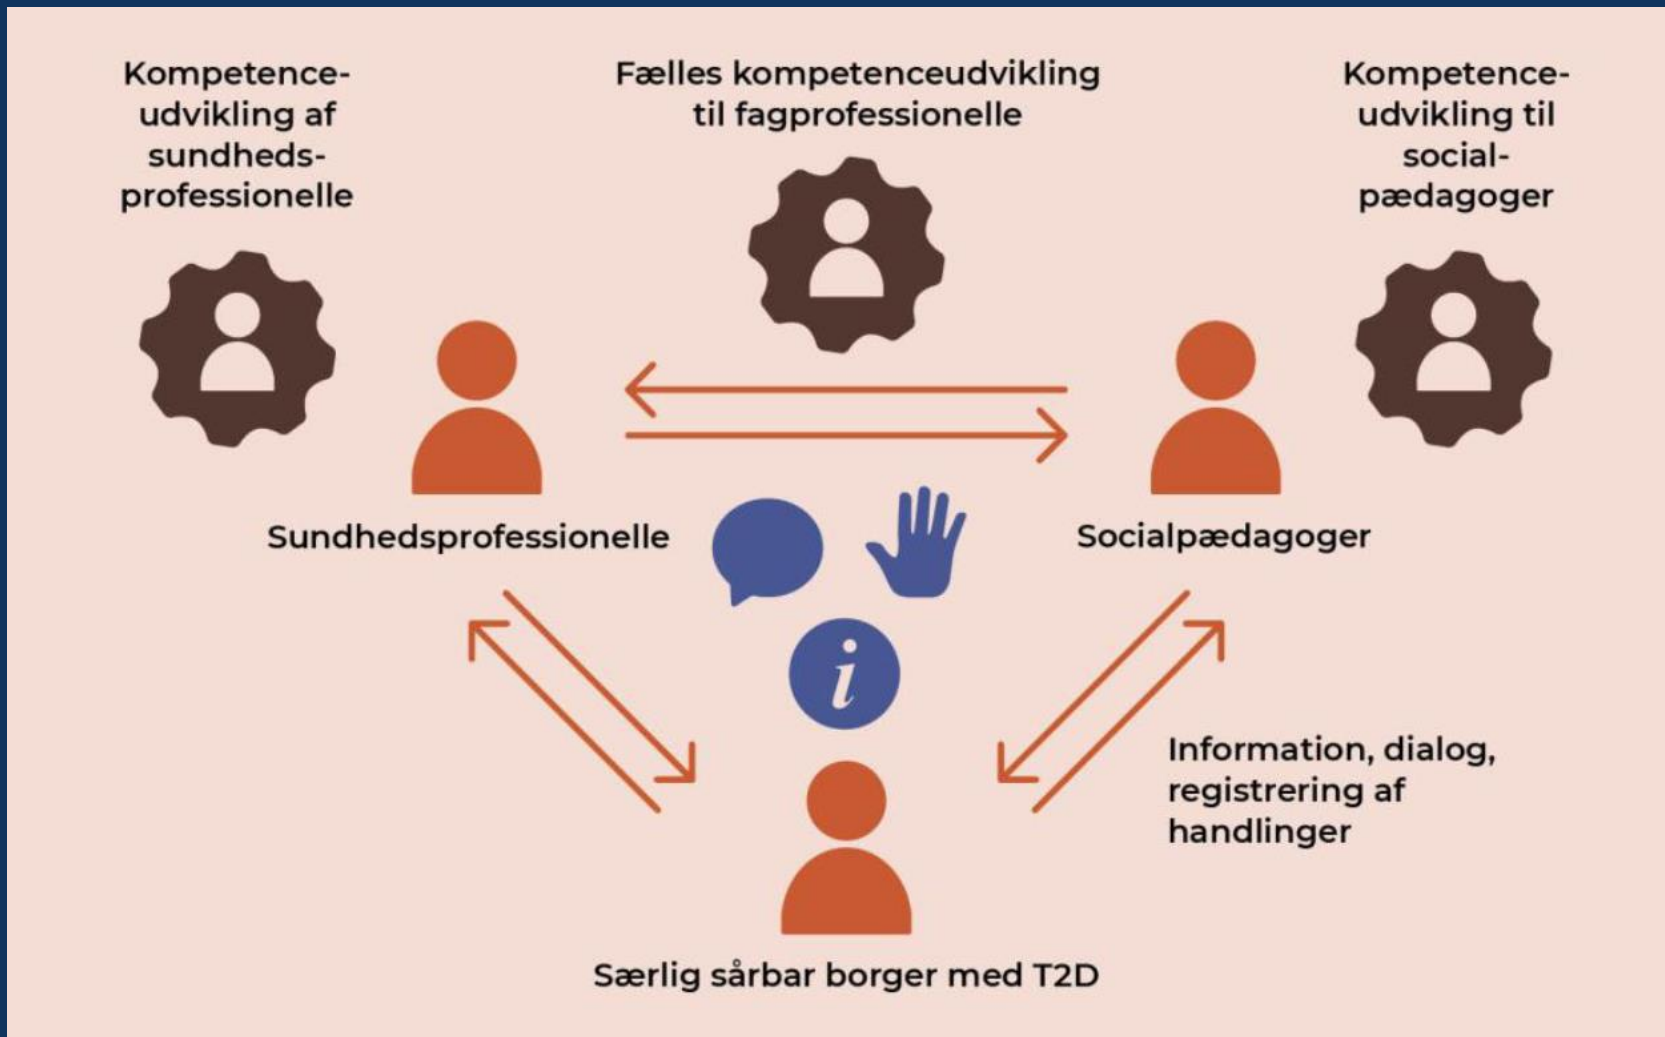 Kompetence-
udvikling af
sundheds-
professionelle
Fælles kompetenceudvikling
til fagprofessionelle
Kompetence-
udvikling til
social-
pædagoger
Sundhedsprofessionelle
Socialpædagoger
i
Information, dialog,
registrering af
handlinger
Særlig sårbar borger med T2D